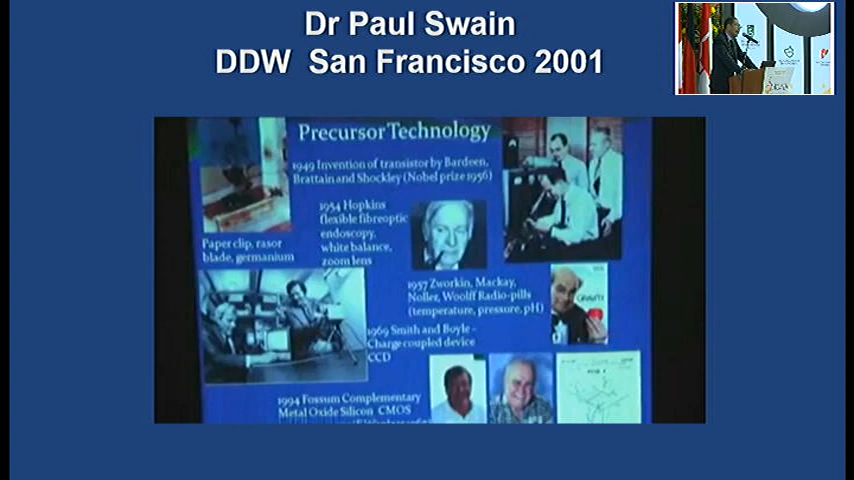 Dr Paul Swain
DDW San Francisco 2001
Precursor Technology
1949 Invention of transistor by Bardeen,
Brattain and Shockley (Nobel prize 1956)
1954 Hopkins
flexible fibreoptic
endoscopy,
white balance,
zoom lens
Paper clip, rasor
blade, germanium
1957 Zworkin, Mackay,
Noller, Woolff Radio-pills
(temperature, pressure, pH)
GRAVITY
1969 Smith and Boyle –
Charge coupled device
CCD
1994 Fossum Complementary
Metal Oxide Silicon CMOS